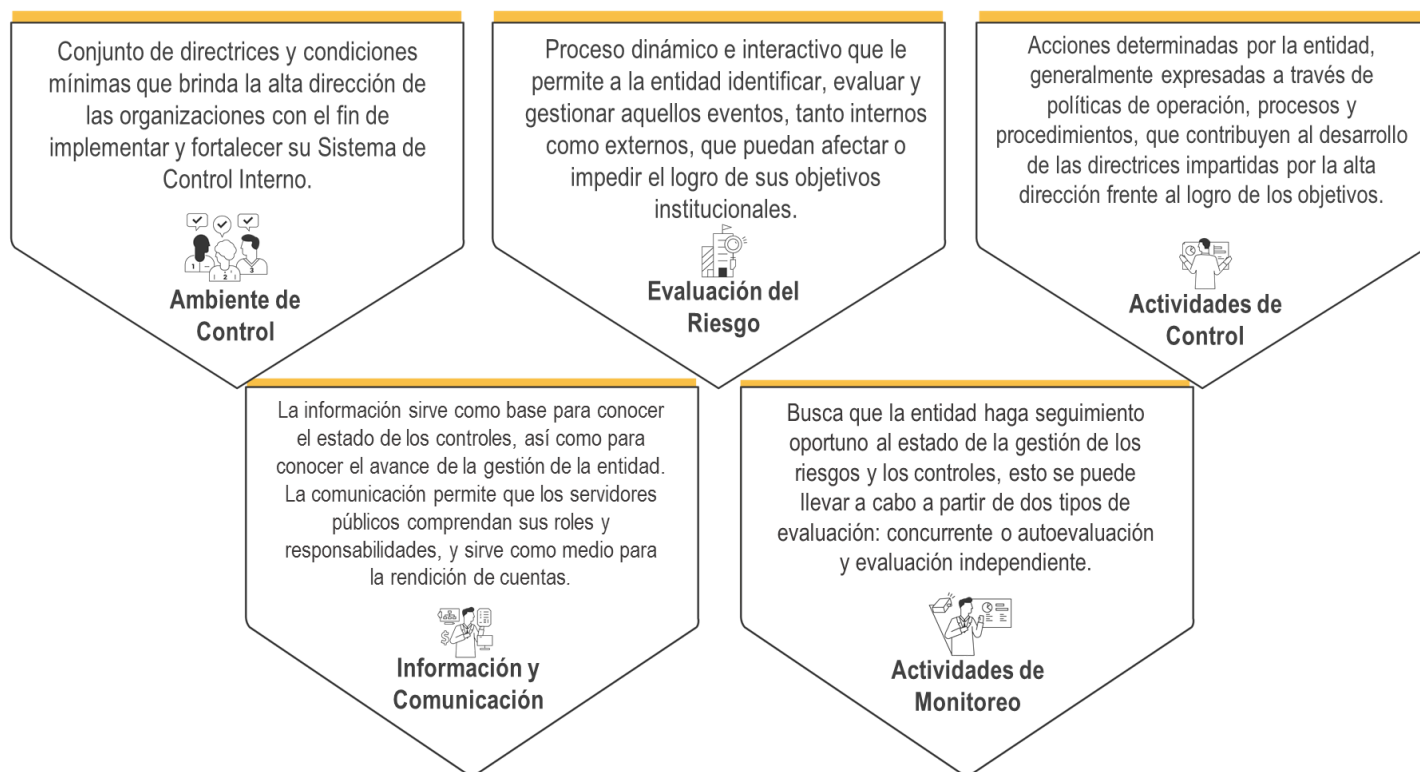 Conjunto de directrices y condiciones
mínimas que brinda la alta dirección de
las organizaciones con el fin de
implementar y fortalecer su Sistema de
Control Interno.
1
2
3
Ambiente de
Control
Proceso dinámico e interactivo que le
permite a la entidad identificar, evaluar y
gestionar aquellos eventos, tanto internos
como externos, que puedan afectar o
impedir el logro de sus objetivos
institucionales.
Evaluación del
Riesgo
Acciones determinadas por la entidad,
generalmente expresadas a través de
políticas de operación, procesos y
procedimientos, que contribuyen al desarrollo
de las directrices impartidas por la alta
dirección frente al logro de los objetivos.
Actividades de
Control
La información sirve como base para conocer
el estado de los controles, así como para
conocer el avance de la gestión de la entidad.
La comunicación permite que los servidores
públicos comprendan sus roles y
responsabilidades, y sirve como medio para
la rendición de cuentas.
$
Información y
Comunicación
Busca que la entidad haga seguimiento
oportuno al estado de la gestión de los
riesgos y los controles, esto se puede
llevar a cabo a partir de dos tipos de
evaluación: concurrente o autoevaluación
y evaluación independiente.
Actividades de
Monitoreo